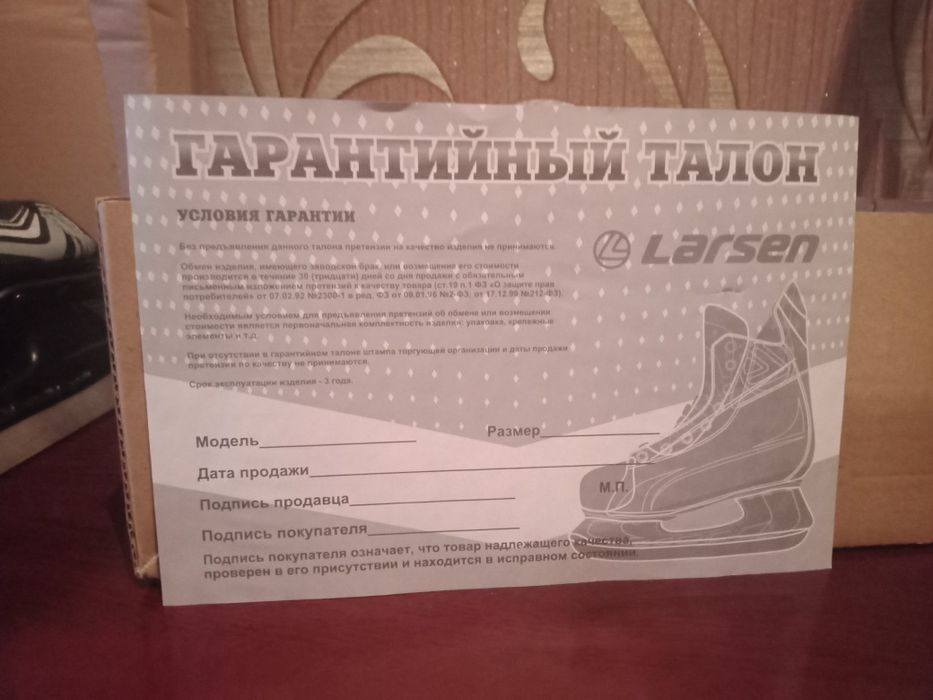 ГАРАНТИЙНЫЙ ТАЛОН
УСЛОВИЯ ГАРАНТИИ
Без предъявления данного талона претензии на качество изделия не принимаются.
Larsen
Обмен изделия, имеющего заводской брак, или возмещение его стоимости
производится в течение 30 (тридцати) дней со дня продажи с обязательным
письменным изложением претензий к качеству товара (ст.19 п.1 ФЗ «О защите прав
потребителей» от 07.02.92 №2300-1 в ред. ФЗ от 09.01.96 №2-ФЗ; от 17.12.99 №212-ФЗ).
Необходимым условием для предъявления претензий об обмене или возмещении
стоимости является первоначальная комплектность изделия: упаковка, крепежные
элементы и т.д.
При отсутствии в гарантийном талоне штампа торгующей организации и даты продажи
претензии по качеству не принимаются.
Срок эксплуатации изделия - 3 года.
Модель Размер
Дата продажи
Подпись продавца М.П.
Подпись покупателя
Подпись покупателя означает, что товар надлежащего качества,
проверен в его присутствии и находится в исправном состоянии.